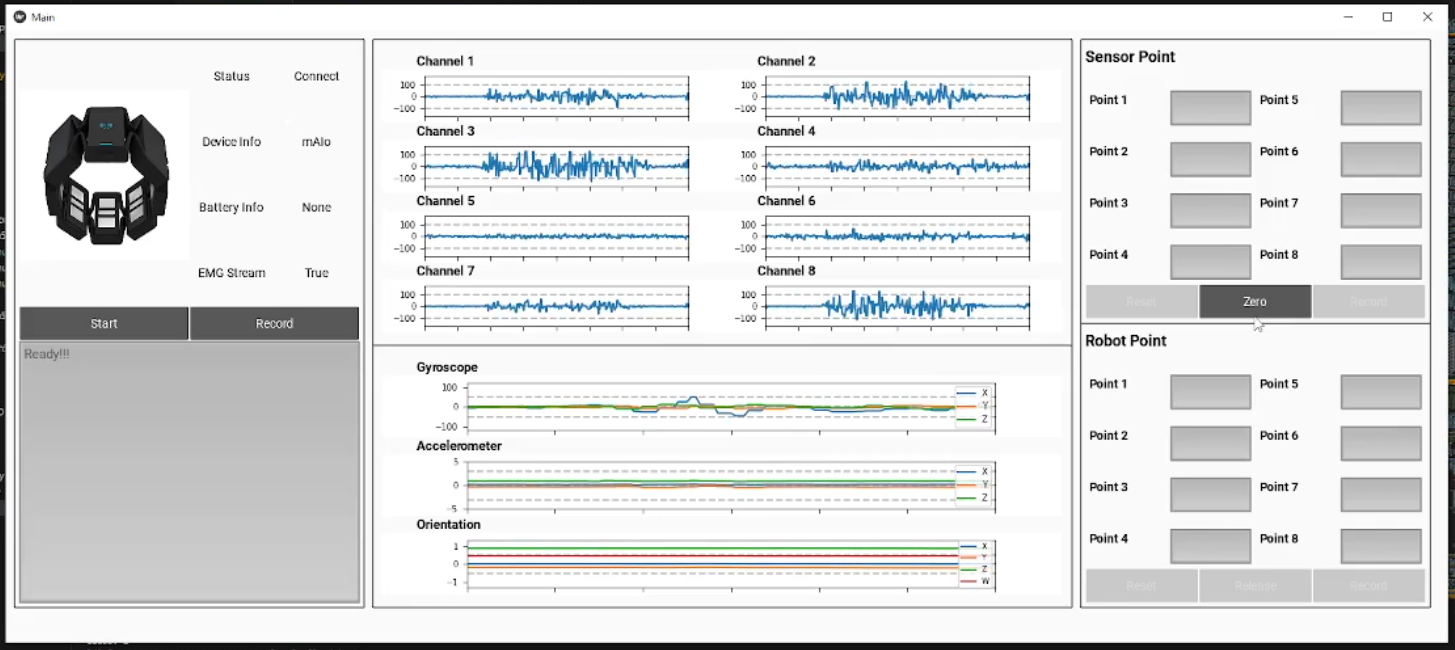 Main
Status Connect
Device Info mAlo
Battery Info None
EMG Stream True
Start Record
Ready!!!
Channel 1 Channel 2
100 100
0 0
-100 -100
Channel 3 Channel 4
100 100
0 0
-100 -100
Channel 5 Channel 6
100 100
0 0
-100 -100
Channel 7 Channel 8
100 100
0 0
-100 -100
Gyroscope
100 X
0 Y
-100 Z
Accelerometer
5 X
0 Y
-5 Z
Orientation
1 X
Y
0 Z
-1 W
Sensor Point
Point 1 Point 5
Point 2 Point 6
Point 3 Point 7
Point 4 Point 8
Reset Zero Record
Robot Point
Point 1 Point 5
Point 2 Point 6
Point 3 Point 7
Point 4 Point 8
Reset Release Record